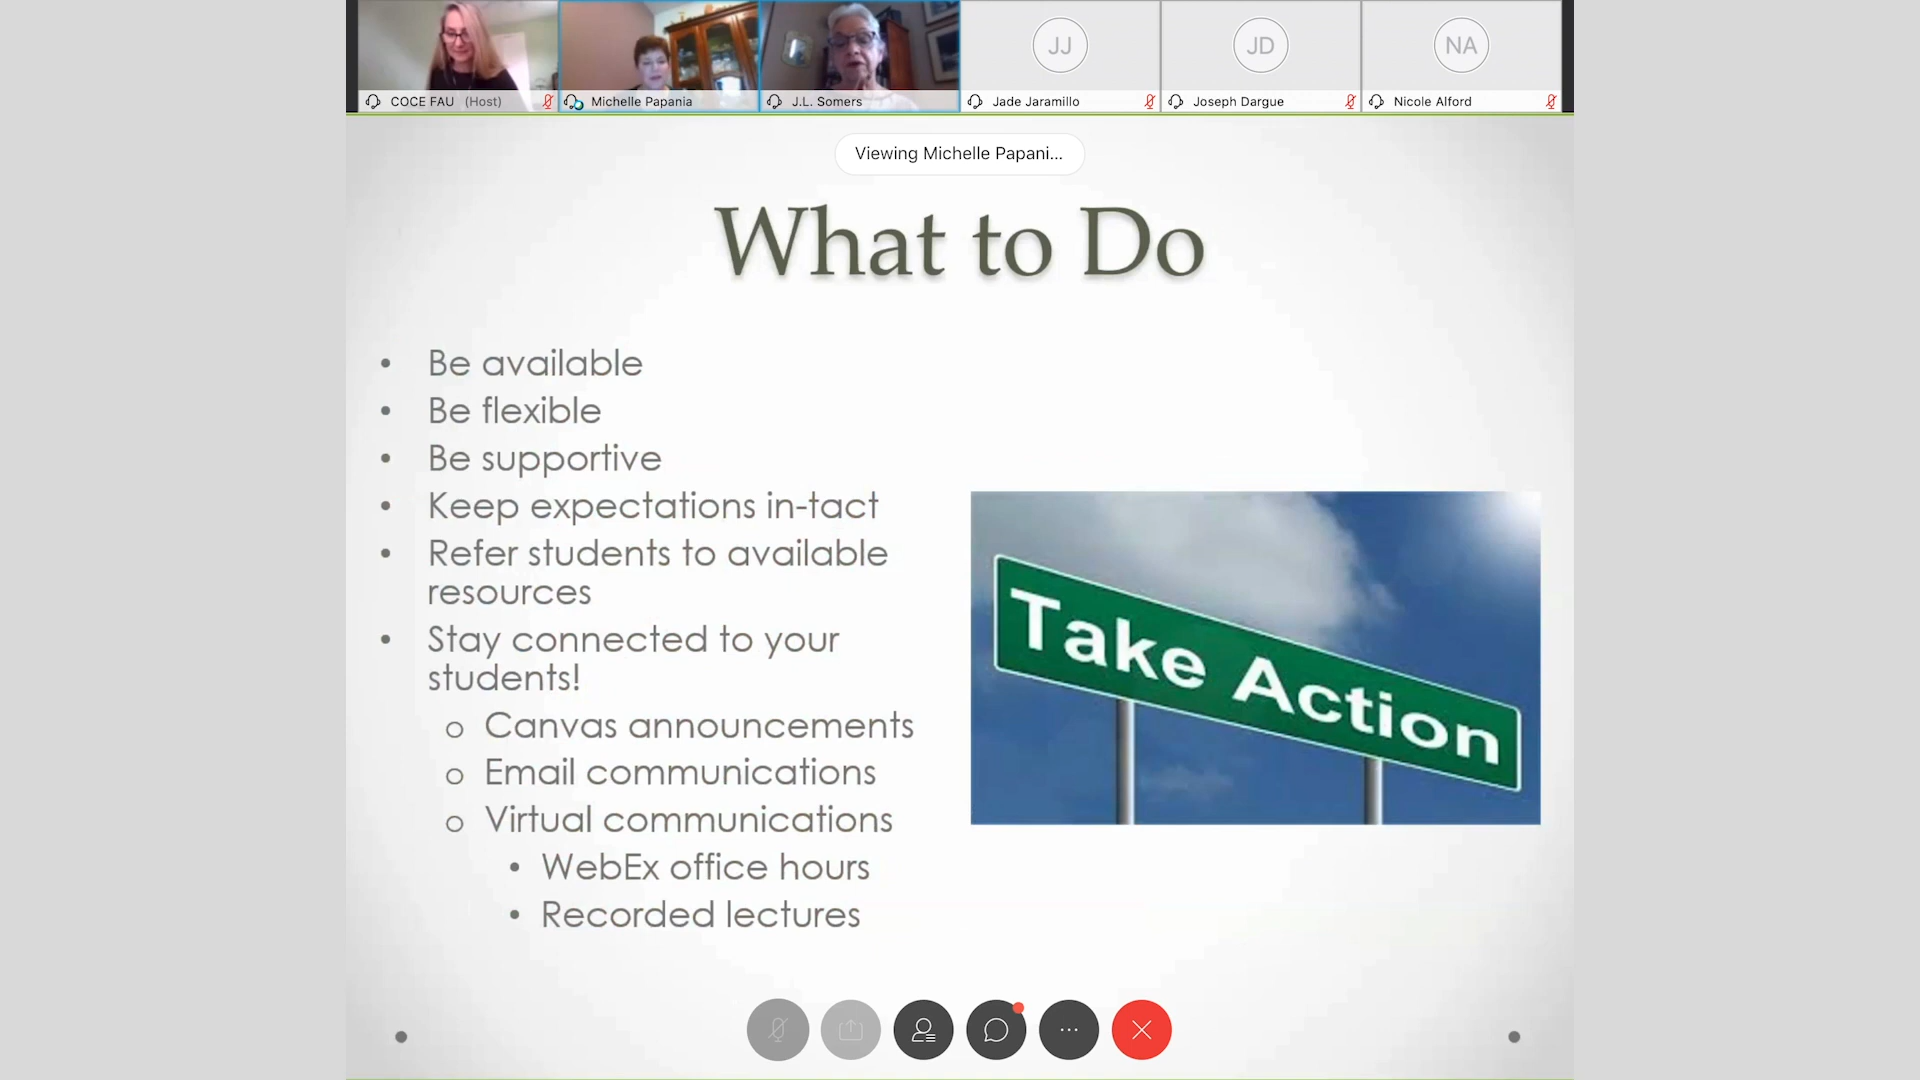 COCE FAU (Host)
Michelle Papania
J.L. Somers
JJ
Jade Jaramillo
JD
Joseph Dargue
NA
Nicole Alford
Viewing Michelle Papani...
What to Do
• Be available
• Be flexible
• Be supportive
• Keep expectations in-tact
• Refer students to available
resources
• Stay connected to your
students!
o Canvas announcements
o Email communications
o Virtual communications
• WebEx office hours
• Recorded lectures
Take Action